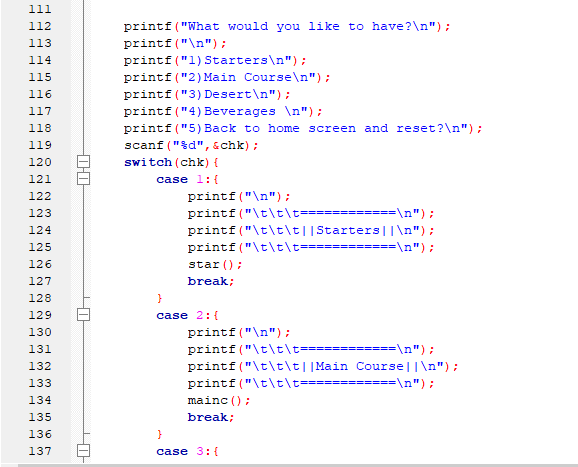 111
112 printf("What would you like to have?\n");
113 printf("\n");
114 printf("1)Starters\n");
115 printf("2)Main Course\n");
116 printf("3)Desert\n");
117 printf("4)Beverages \n");
118 printf("5)Back to home screen and reset?\n");
119 scanf("%d",&chk);
120 switch(chk){
121 case 1:{
122 printf("\n");
123 printf("\t\t\t============\n");
124 printf("\t\t\t||Starters||\n");
125 printf("\t\t\t============\n");
126 star();
127 break;
128 }
129 case 2:{
130 printf("\n");
131 printf("\t\t\t============\n");
132 printf("\t\t\t||Main Course||\n");
133 printf("\t\t\t============\n");
134 mainc();
135 break;
136 }
137 case 3:{